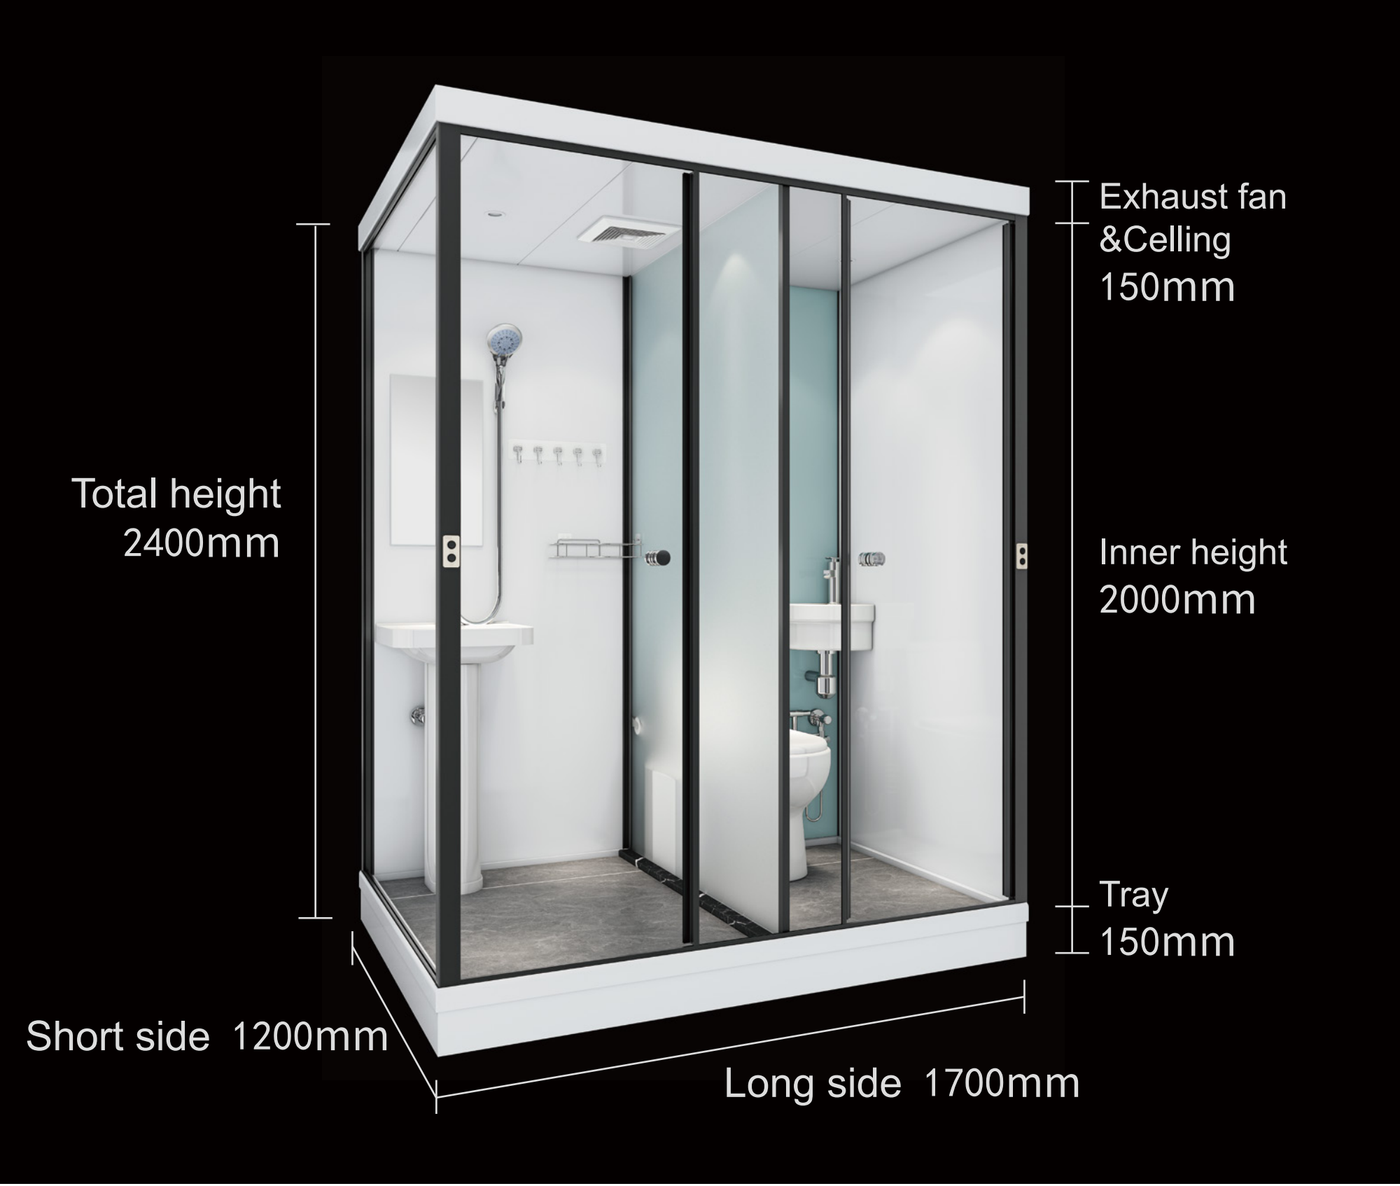 Exhaust fan
&Celling
150mm
Total height
2400mm
Inner height
2000mm
Tray
150mm
Short side 1200mm
Long side 1700mm